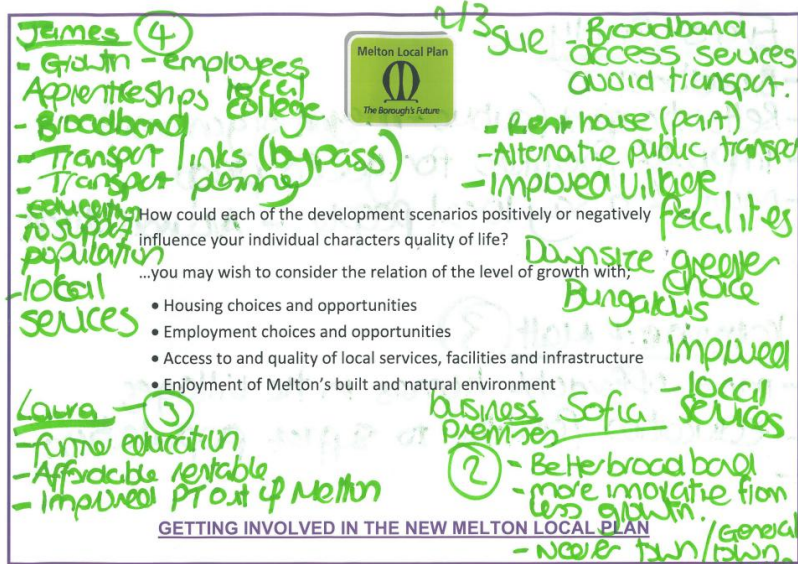 James 4
- Growth - employees
Apprenticeships local
college
- Broadband
- Transport links (bypass)
- Transport planning
to support
population
- local
services
Melton Local Plan
The Borough's Future
2/3 Sue - Broadband
access services
avoid transport.
- Rent house (part)
- Alternative public transport
- Improved village
facilities
Downsize greener
choice
Bungalows
improved
- local
services
How could each of the development scenarios positively or negatively
influence your individual characters quality of life?
...you may wish to consider the relation of the level of growth with;
• Housing choices and opportunities
• Employment choices and opportunities
• Access to and quality of local services, facilities and infrastructure
• Enjoyment of Melton's built and natural environment
Laura - 3
- further education
- Affordable rentable
- Improved PT out of Melton
business
premises
Sofia
2
- Better broadband
- more innovative from
less growth.
- Nearer town / General
town
GETTING INVOLVED IN THE NEW MELTON LOCAL PLAN